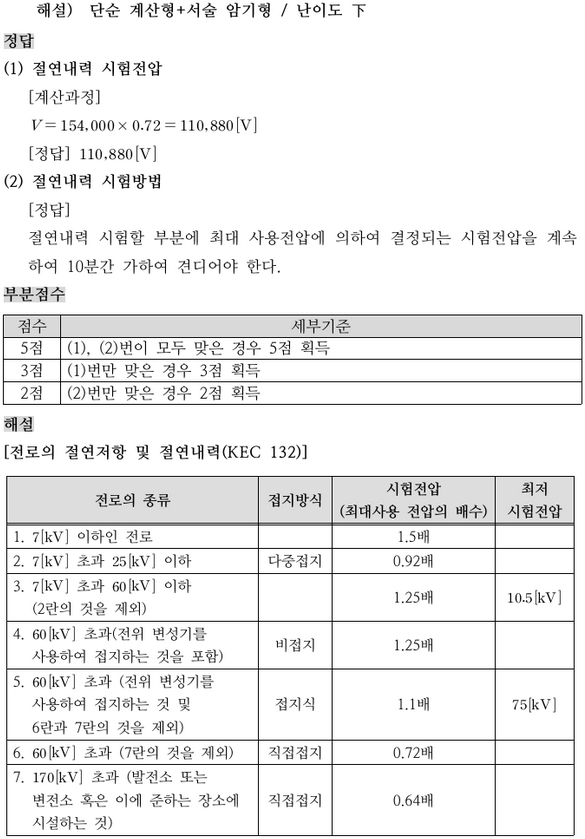 해설) 단순 계산형+서술 암기형 / 난이도 下
정답
(1) 절연내력 시험전압
[계산과정]
V = 154,000 × 0.72 = 110,880[V]
[정답] 110,880[V]
(2) 절연내력 시험방법
[정답]
절연내력 시험할 부분에 최대 사용전압에 의하여 결정되는 시험전압을 계속
하여 10분간 가하여 견디어야 한다.
부분점수
점수 세부기준
5점 (1), (2)번이 모두 맞은 경우 5점 획득
3점 (1)번만 맞은 경우 3점 획득
2점 (2)번만 맞은 경우 2점 획득
해설
[전로의 절연저항 및 절연내력(KEC 132)]
전로의 종류 접지방식 시험전압 (최대사용 전압의 배수) 최저 시험전압
1. 7[kV] 이하인 전로 1.5배
2. 7[kV] 초과 25[kV] 이하 다중접지 0.92배
3. 7[kV] 초과 60[kV] 이하
(2란의 것을 제외) 1.25배 10.5[kV]
4. 60[kV] 초과(전위 변성기를
사용하여 접지하는 것을 포함) 비접지 1.25배
5. 60[kV] 초과 (전위 변성기를
사용하여 접지하는 것 및 접지식 1.1배 75[kV]
6란과 7란의 것을 제외)
6. 60[kV] 초과 (7란의 것을 제외) 직접접지 0.72배
7. 170[kV] 초과 (발전소 또는
변전소 혹은 이에 준하는 장소에 직접접지 0.64배
시설하는 것)